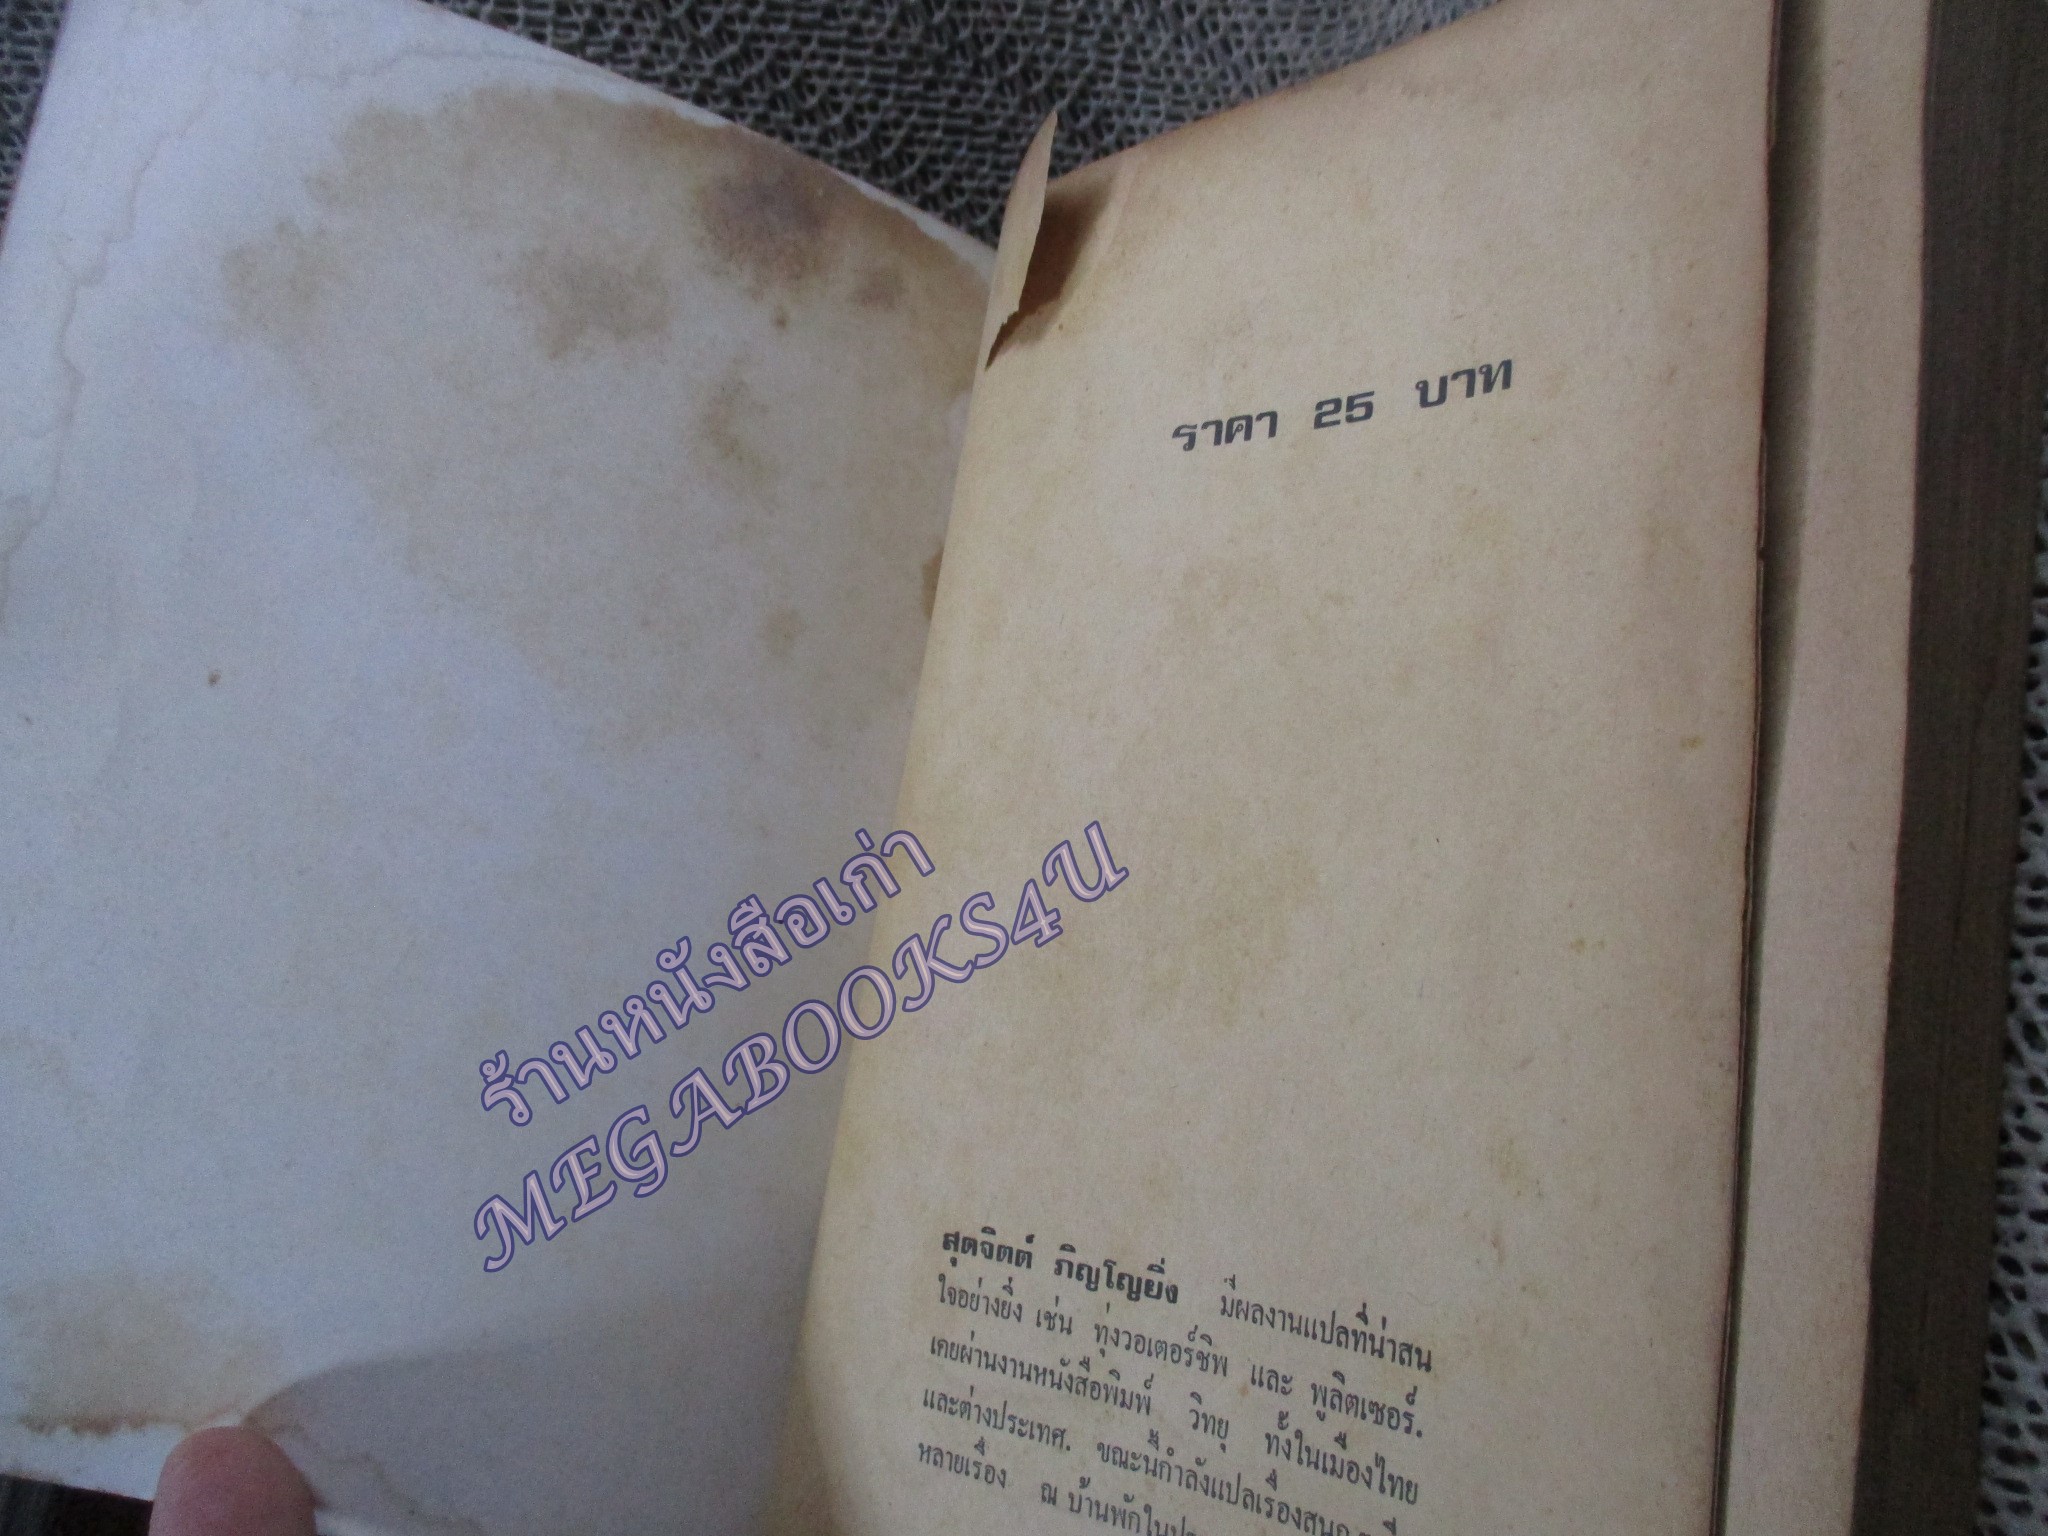 ราคา 25 บาท
ร้านหนังสือเก่า
MEGABOOKS4U
สุดจิตต์ ภิญโญยิ่ง มีผลงานแปลที่น่าสน
ใจอย่างยิ่ง เช่น ทุ่งวอเตอร์ชิพ และ พูลิตเซอร์.
เคยผ่านงานหนังสือพิมพ์ วิทยุ ทั้งในเมืองไทย
และต่างประเทศ. ขณะนี้กำลังแปลเรื่องสนุก
หลายเรื่อง ณ บ้านพักใน